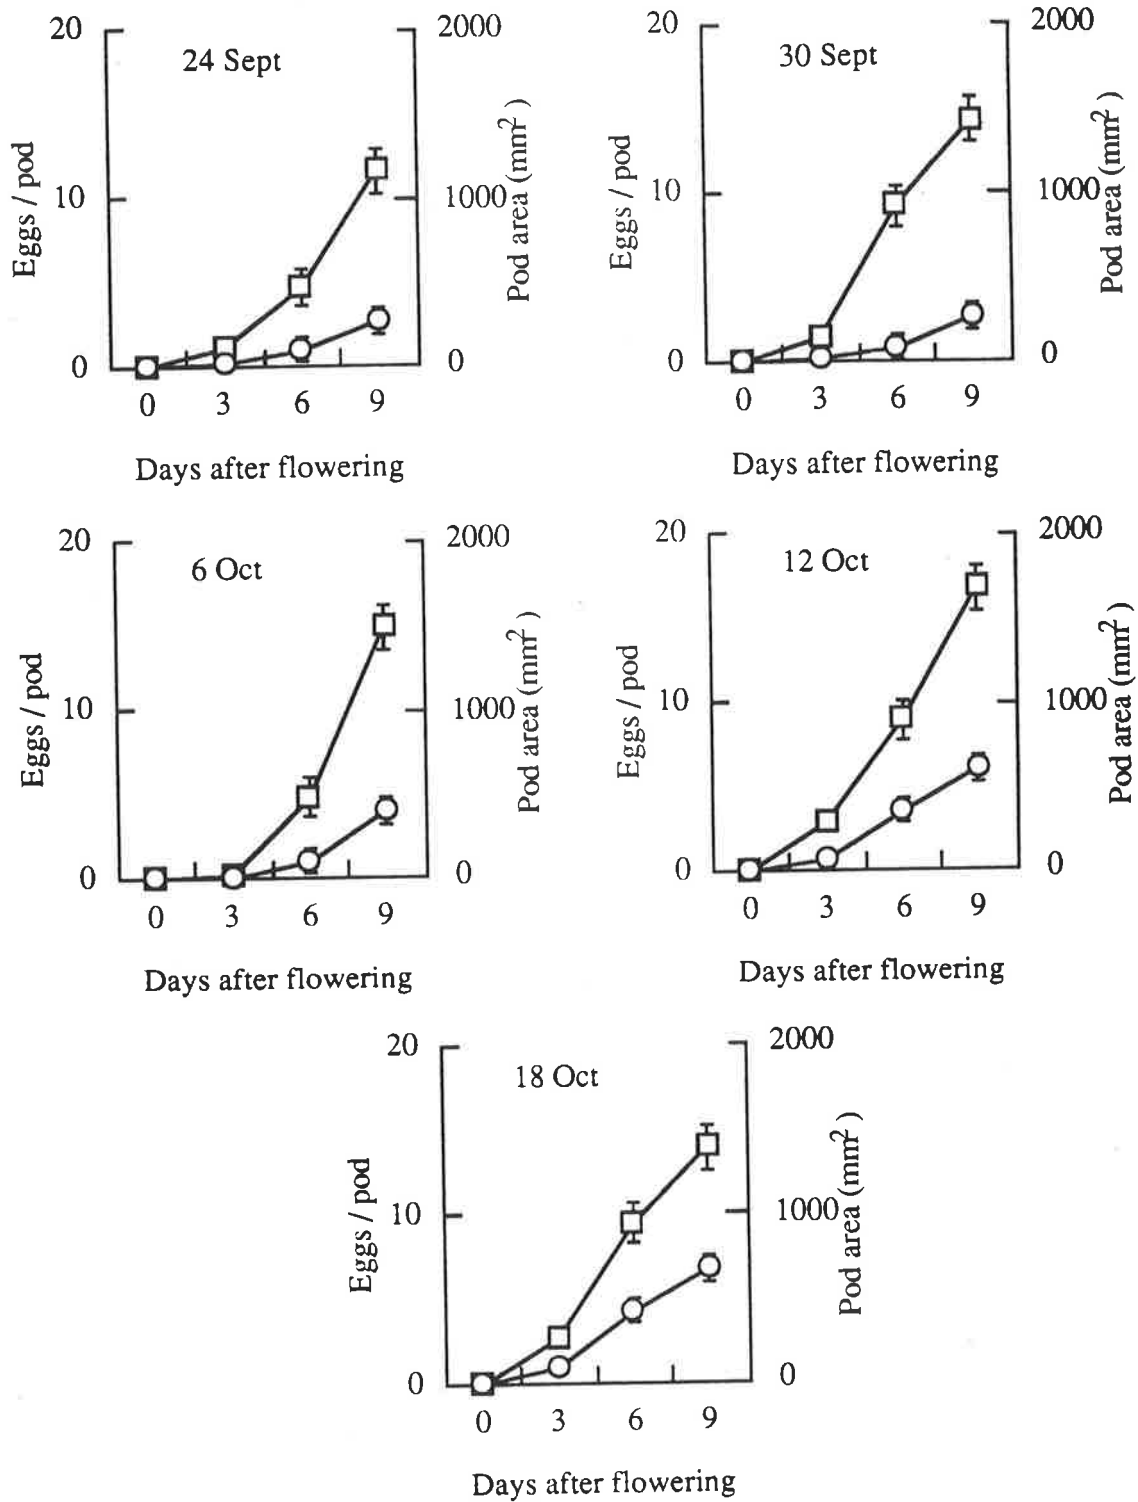 20
2000
24 Sept
10
1000
0
0
0 3 6 9
Eggs / pod
Pod area (mm²)
Days after flowering
20
2000
30 Sept
10
1000
0
0
0 3 6 9
Eggs / pod
Pod area (mm²)
Days after flowering
20
2000
6 Oct
10
1000
0
0
0 3 6 9
Eggs / pod
Pod area (mm²)
Days after flowering
20
2000
12 Oct
10
1000
0
0
0 3 6 9
Eggs / pod
Pod area (mm²)
Days after flowering
20
2000
18 Oct
10
1000
0
0
0 3 6 9
Eggs / pod
Pod area (mm²)
Days after flowering